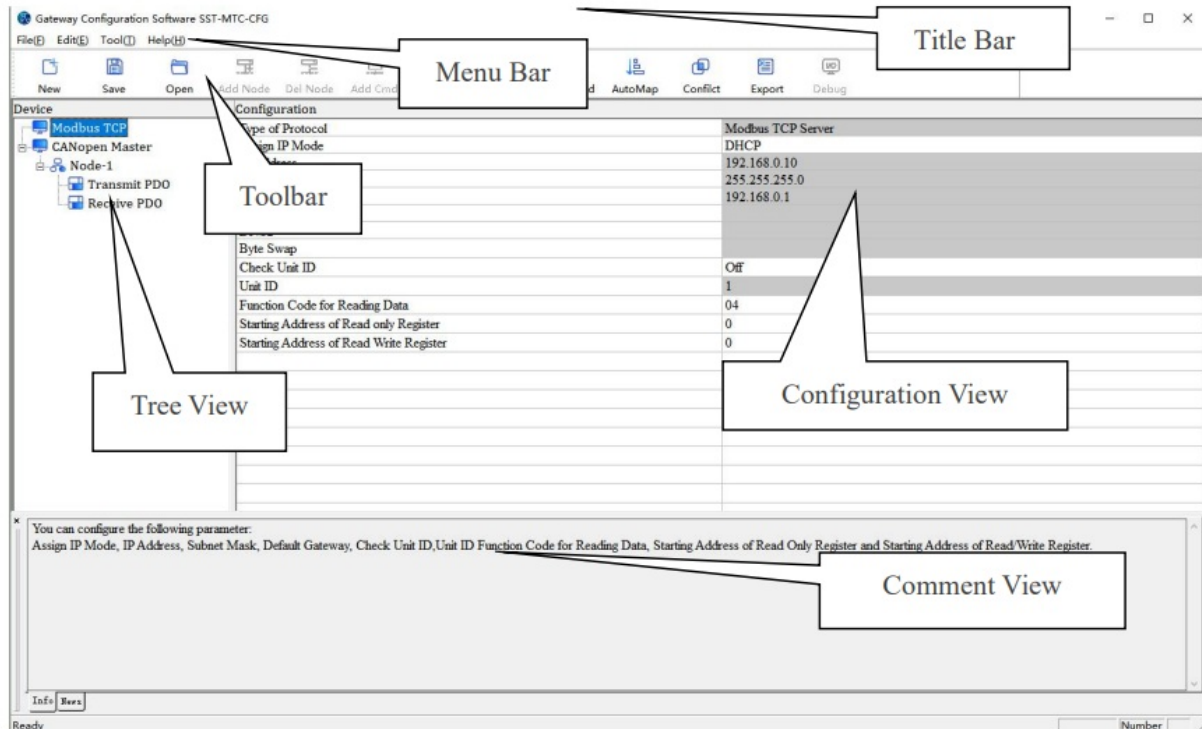 Gateway Configuration Software SST-MTC-CFG
Title Bar
File(F) Edit(E) Tool(T) Help(H)
Menu Bar
New Save Open Add Node Del Node Add Cmd d AutoMap Conflict Export Debug
Device
Configuration
Modbus TCP
CANopen Master
Node-1
Transmit PDO
Receive PDO
Tree View
Toolbar
Type of Protocol Modbus TCP Server
IP Mode DHCP
192.168.0.10
255.255.255.0
192.168.0.1
Byte Swap
Check Unit ID Off
Unit ID 1
Function Code for Reading Data 04
Starting Address of Read only Register 0
Starting Address of Read Write Register 0
Configuration View
You can configure the following parameter:
Assign IP Mode, IP Address, Subnet Mask, Default Gateway, Check Unit ID,Unit ID Function Code for Reading Data, Starting Address of Read Only Register and Starting Address of Read/Write Register.
Comment View
Info
Ready
Number